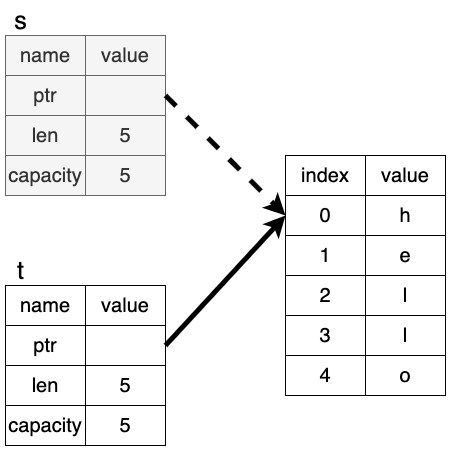 s
name value
ptr
len 5
capacity 5
t
name value
ptr
len 5
capacity 5
index value
0 h
1 e
2 l
3 l
4 o